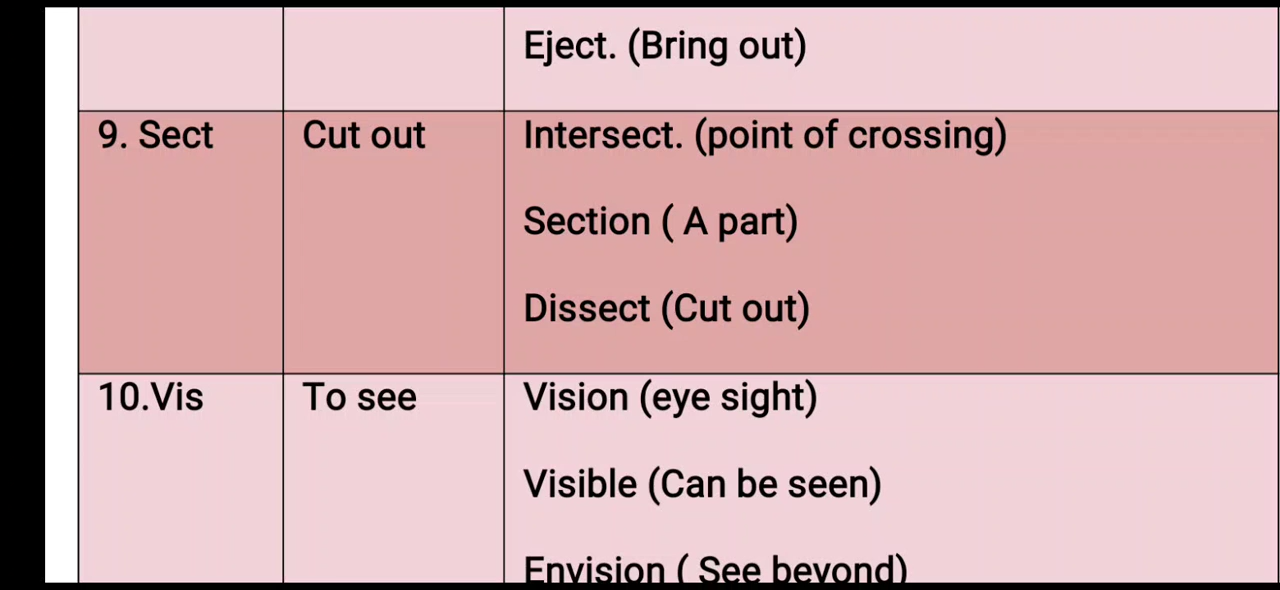 Eject. (Bring out)
9. Sect Cut out Intersect. (point of crossing)
Section ( A part)
Dissect (Cut out)
10.Vis To see Vision (eye sight)
Visible (Can be seen)
Envision ( See beyond)